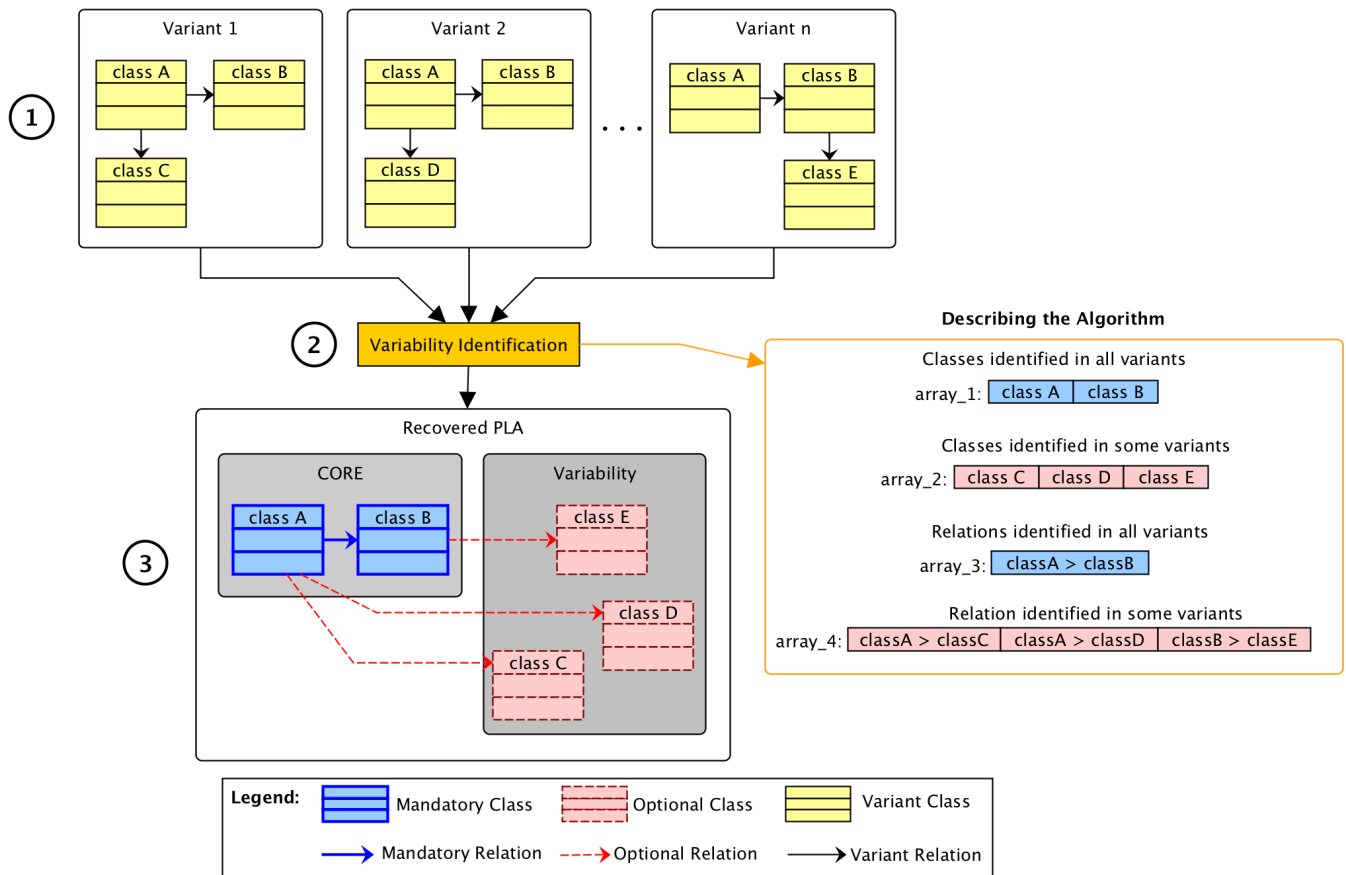 Variant 1
Variant 2
Variant n
class A
class B
class A
class B
class A
class B
1
. . .
class C
class D
class E
Describing the Algorithm
2
Variability Identification
Classes identified in all variants
array_1: class A class B
Recovered PLA
Classes identified in some variants
CORE
Variability
array_2: class C class D class E
class A
class B
class E
Relations identified in all variants
3
array_3: classA > classB
class D
Relation identified in some variants
array_4: classA > classC classA > classD classB > classE
class C
Legend:
Mandatory Class
Optional Class
Variant Class
Mandatory Relation
Optional Relation
Variant Relation